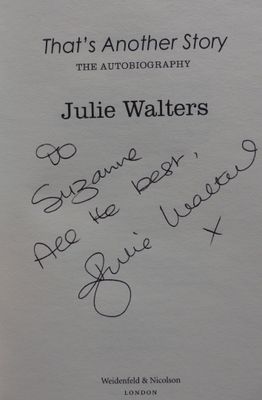 That's Another Story
THE AUTOBIOGRAPHY
Julie Walters
To
Suzanne
All the best,
Julie Walters
x
Weidenfeld & Nicolson
LONDON